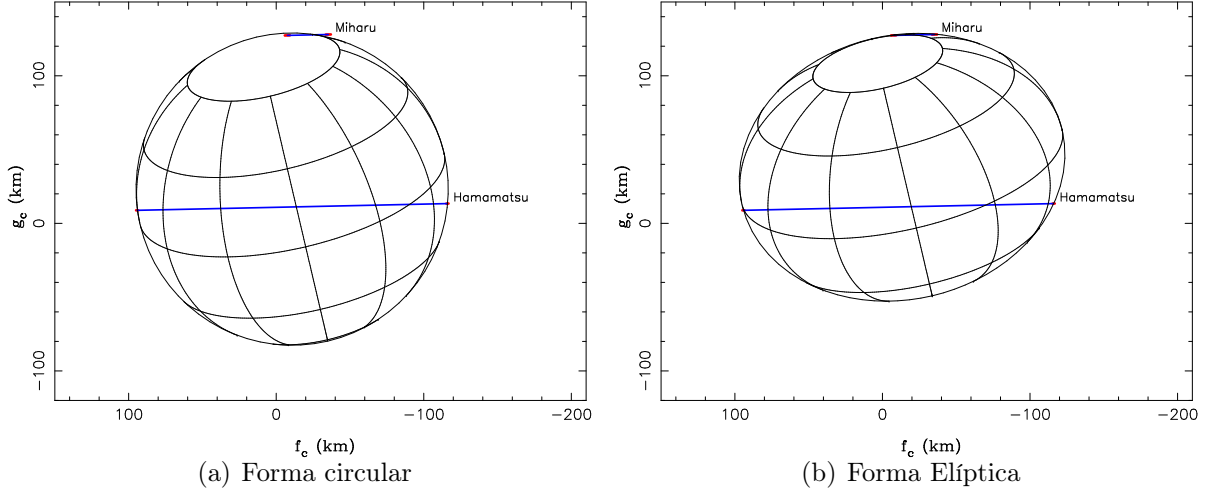 Miharu
Hamamatsu
g_c (km)
100
0
−100
100
0
−100
−200
f_c (km)
(a) Forma circular
Miharu
Hamamatsu
g_c (km)
100
0
−100
100
0
−100
−200
f_c (km)
(b) Forma Elíptica